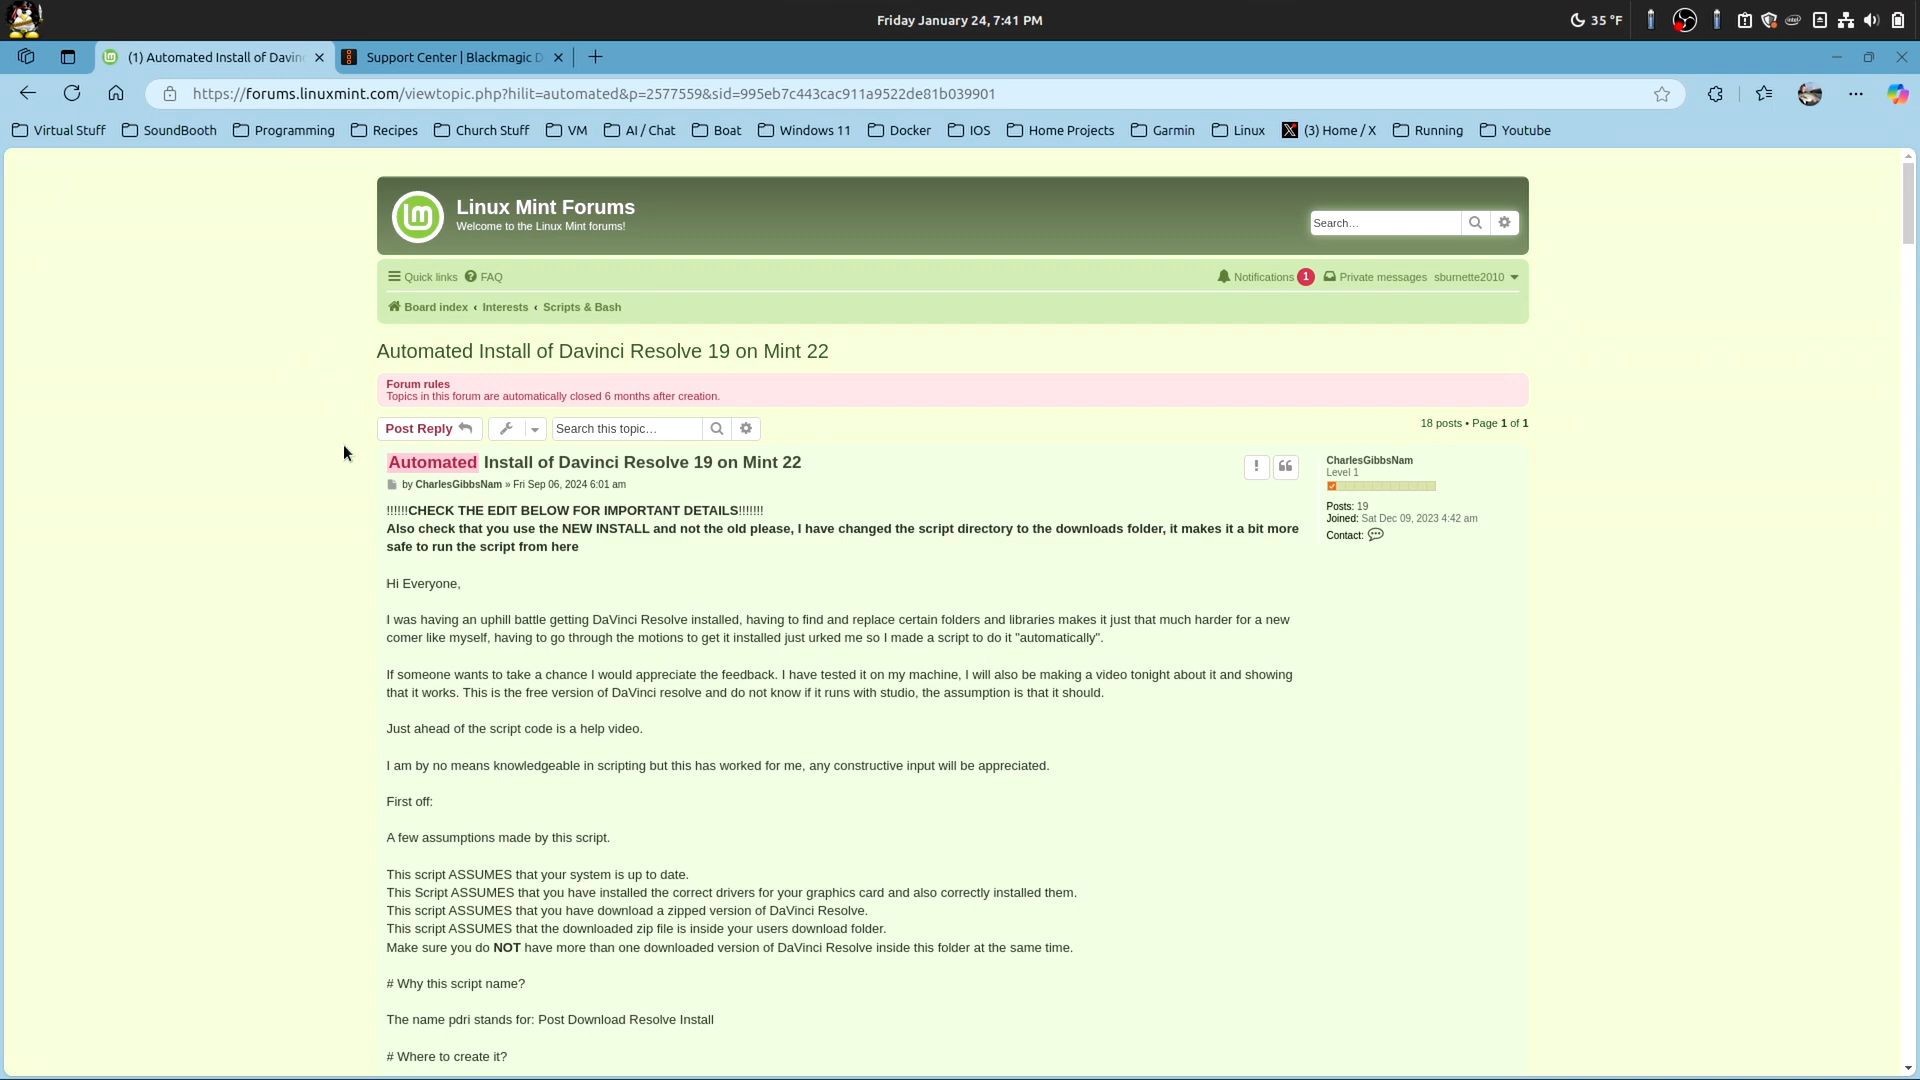 Friday January 24, 7:41 PM
35 °F
(1) Automated Install of Davin
Support Center | Blackmagic D
https://forums.linuxmint.com/viewtopic.php?hilit=automated&p=2577559&sid=995eb7c443cac911a9522de81b039901
Virtual Stuff
SoundBooth
Programming
Recipes
Church Stuff
VM
AI / Chat
Boat
Windows 11
Docker
IOS
Home Projects
Garmin
Linux
(3) Home / X
Running
Youtube
Linux Mint Forums
Welcome to the Linux Mint forums!
Search…
Quick links
FAQ
Notifications 1
Private messages
sburnette2010
Board index ‹ Interests ‹ Scripts & Bash
Automated Install of Davinci Resolve 19 on Mint 22
Forum rules
Topics in this forum are automatically closed 6 months after creation.
Post Reply
Search this topic…
18 posts • Page 1 of 1
Automated Install of Davinci Resolve 19 on Mint 22
by CharlesGibbsNam » Fri Sep 06, 2024 6:01 am
CharlesGibbsNam
Level 1
Posts: 19
Joined: Sat Dec 09, 2023 4:42 am
Contact:
!!!!!!CHECK THE EDIT BELOW FOR IMPORTANT DETAILS!!!!!!!
Also check that you use the NEW INSTALL and not the old please, I have changed the script directory to the downloads folder, it makes it a bit more
safe to run the script from here
Hi Everyone,
I was having an uphill battle getting DaVinci Resolve installed, having to find and replace certain folders and libraries makes it just that much harder for a new
comer like myself, having to go through the motions to get it installed just urked me so I made a script to do it "automatically".
If someone wants to take a chance I would appreciate the feedback. I have tested it on my machine, I will also be making a video tonight about it and showing
that it works. This is the free version of DaVinci resolve and do not know if it runs with studio, the assumption is that it should.
Just ahead of the script code is a help video.
I am by no means knowledgeable in scripting but this has worked for me, any constructive input will be appreciated.
First off:
A few assumptions made by this script.
This script ASSUMES that your system is up to date.
This Script ASSUMES that you have installed the correct drivers for your graphics card and also correctly installed them.
This script ASSUMES that you have download a zipped version of DaVinci Resolve.
This script ASSUMES that the downloaded zip file is inside your users download folder.
Make sure you do NOT have more than one downloaded version of DaVinci Resolve inside this folder at the same time.
# Why this script name?
The name pdri stands for: Post Download Resolve Install
# Where to create it?